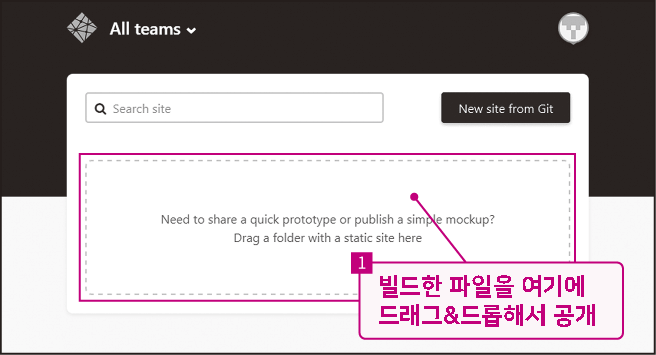 All teams
Search site
New site from Git
Need to share a quick prototype or publish a simple mockup?
Drag a folder with a static site here
1
빌드한 파일을 여기에
드래그&드롭해서 공개